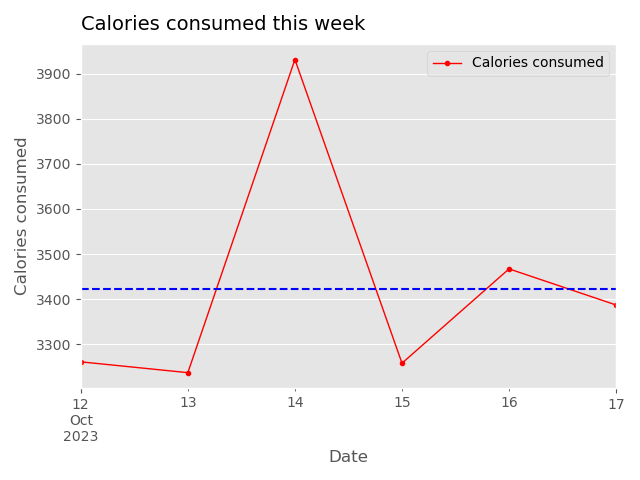 Calories consumed this week
Calories consumed
3900
3800
3700
3600
3500
3400
3300
Calories consumed
12
Oct
2023
13
14
15
16
17
Date